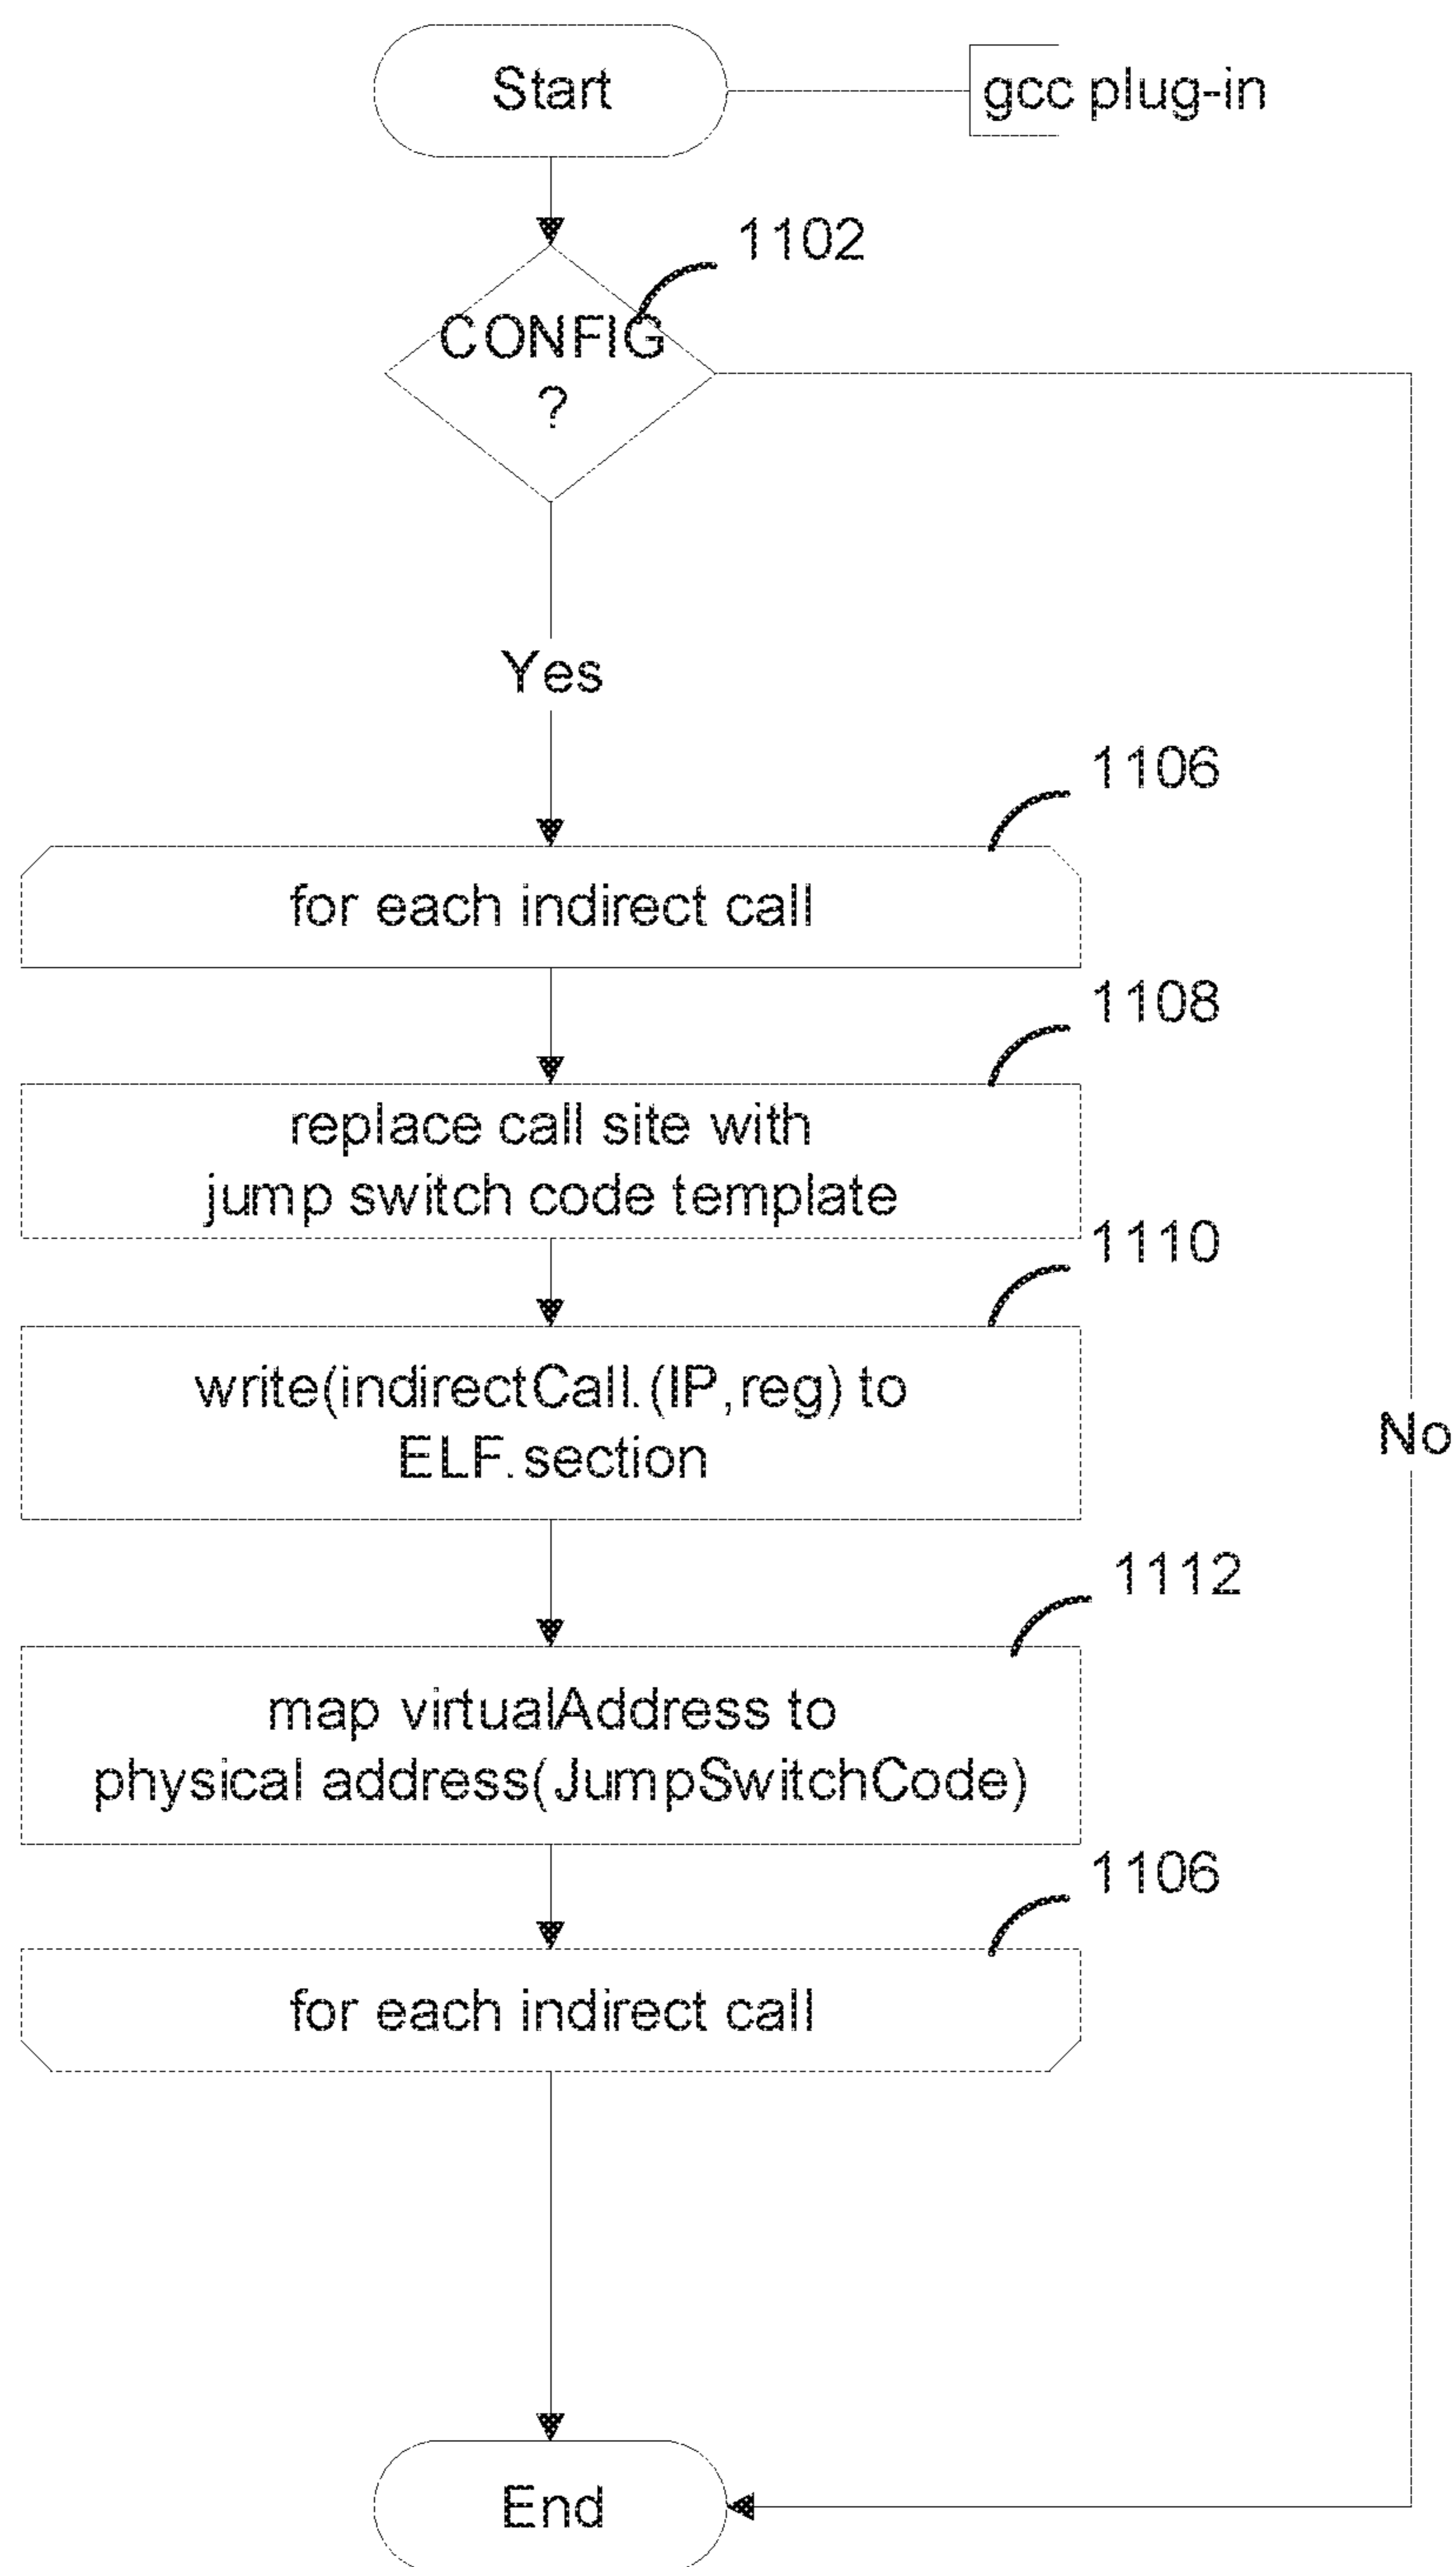 Start
gcc plug-in
1102
CONFIG
?
Yes
1106
for each indirect call
1108
replace call site with
jump switch code template
1110
write(indirectCall.(IP,reg) to
ELF.section
No
1112
map virtualAddress to
physical address(JumpSwitchCode)
1106
for each indirect call
End